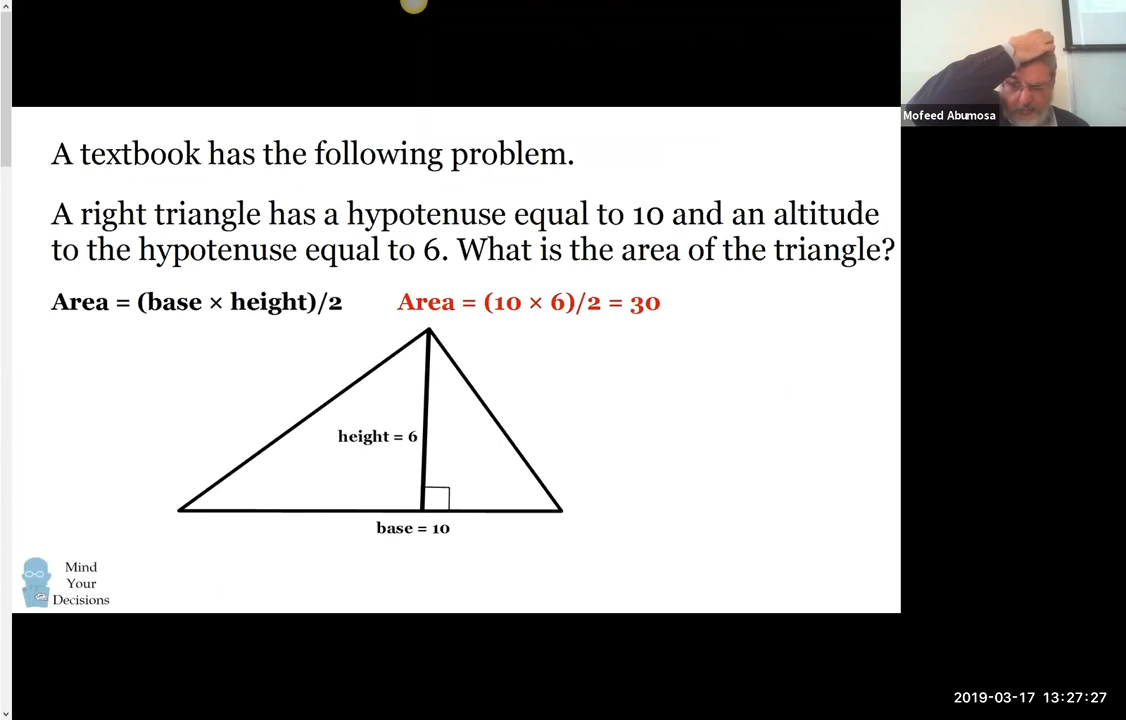 Mofeed Abumosa
A textbook has the following problem.
A right triangle has a hypotenuse equal to 10 and an altitude
to the hypotenuse equal to 6. What is the area of the triangle?
Area = (base × height)/2 Area = (10 × 6)/2 = 30
height = 6
base = 10
Mind
Your
Decisions
2019-03-17 13:27:27